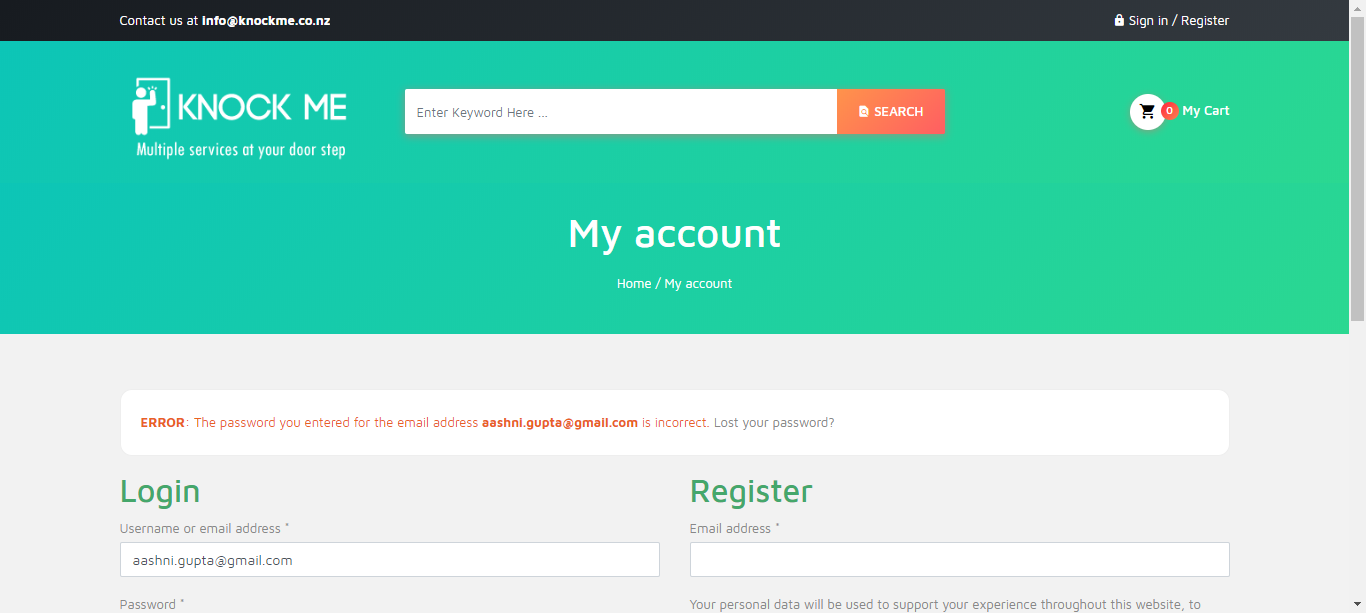 Contact us at Info@knockme.co.nz
Sign in / Register
KNOCK ME
Multiple services at your door step
Enter Keyword Here ...
SEARCH
0 My Cart
My account
Home / My account
ERROR: The password you entered for the email address aashni.gupta@gmail.com is incorrect. Lost your password?
Login
Username or email address *
aashni.gupta@gmail.com
Password *
Register
Email address *
Your personal data will be used to support your experience throughout this website, to